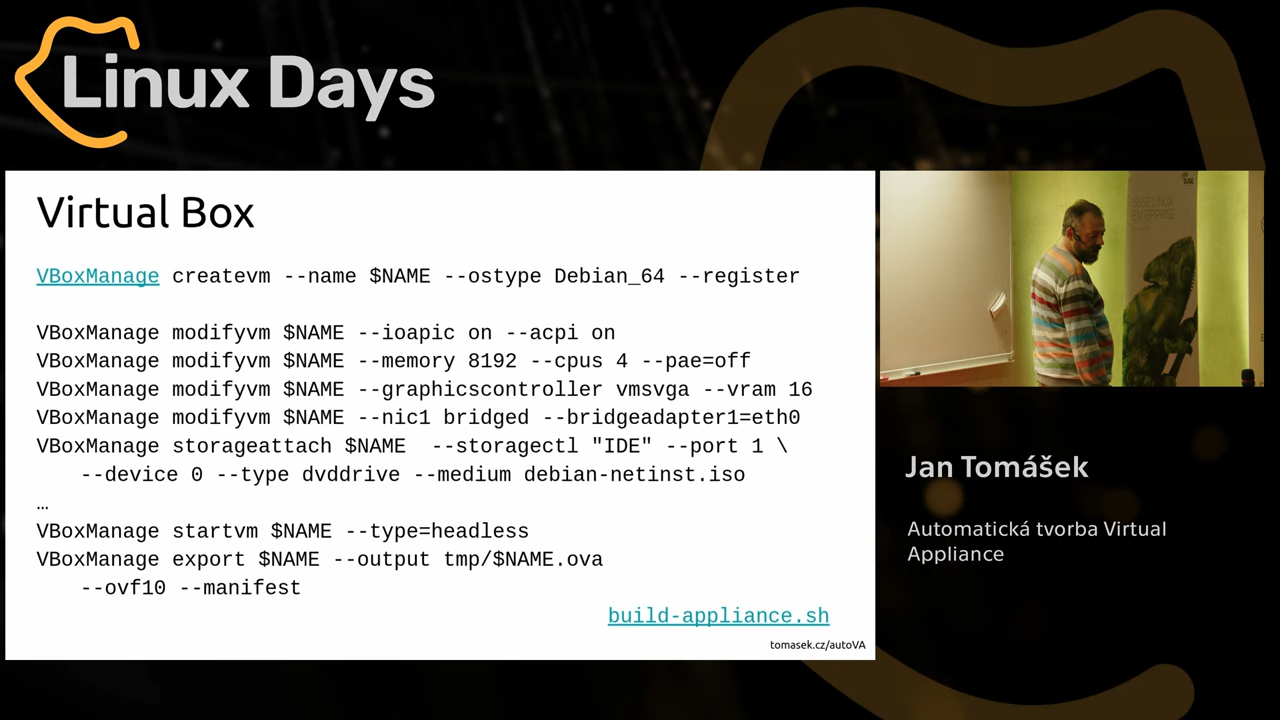 Linux Days
Virtual Box
VBoxManage createvm --name $NAME --ostype Debian_64 --register
VBoxManage modifyvm $NAME --ioapic on --acpi on
VBoxManage modifyvm $NAME --memory 8192 --cpus 4 --pae=off
VBoxManage modifyvm $NAME --graphicscontroller vmsvga --vram 16
VBoxManage modifyvm $NAME --nic1 bridged --bridgeadapter1=eth0
VBoxManage storageattach $NAME  --storagectl "IDE" --port 1 \
--device 0 --type dvddrive --medium debian-netinst.iso
…
VBoxManage startvm $NAME --type=headless
VBoxManage export $NAME --output tmp/$NAME.ova
--ovf10 --manifest
build-appliance.sh
tomasek.cz/autoVA
SUSE
SUSE LINUX
ENTERPRISE
Jan Tomášek
Automatická tvorba Virtual
Appliance